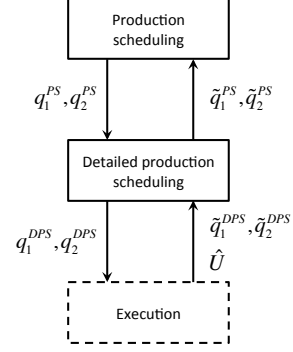 Production
scheduling
q_1^{PS}, q_2^{PS}
q̃_1^{PS}, q̃_2^{PS}
Detailed production
scheduling
q_1^{DPS}, q_2^{DPS}
q̃_1^{DPS}, q̃_2^{DPS}
Û
Execution